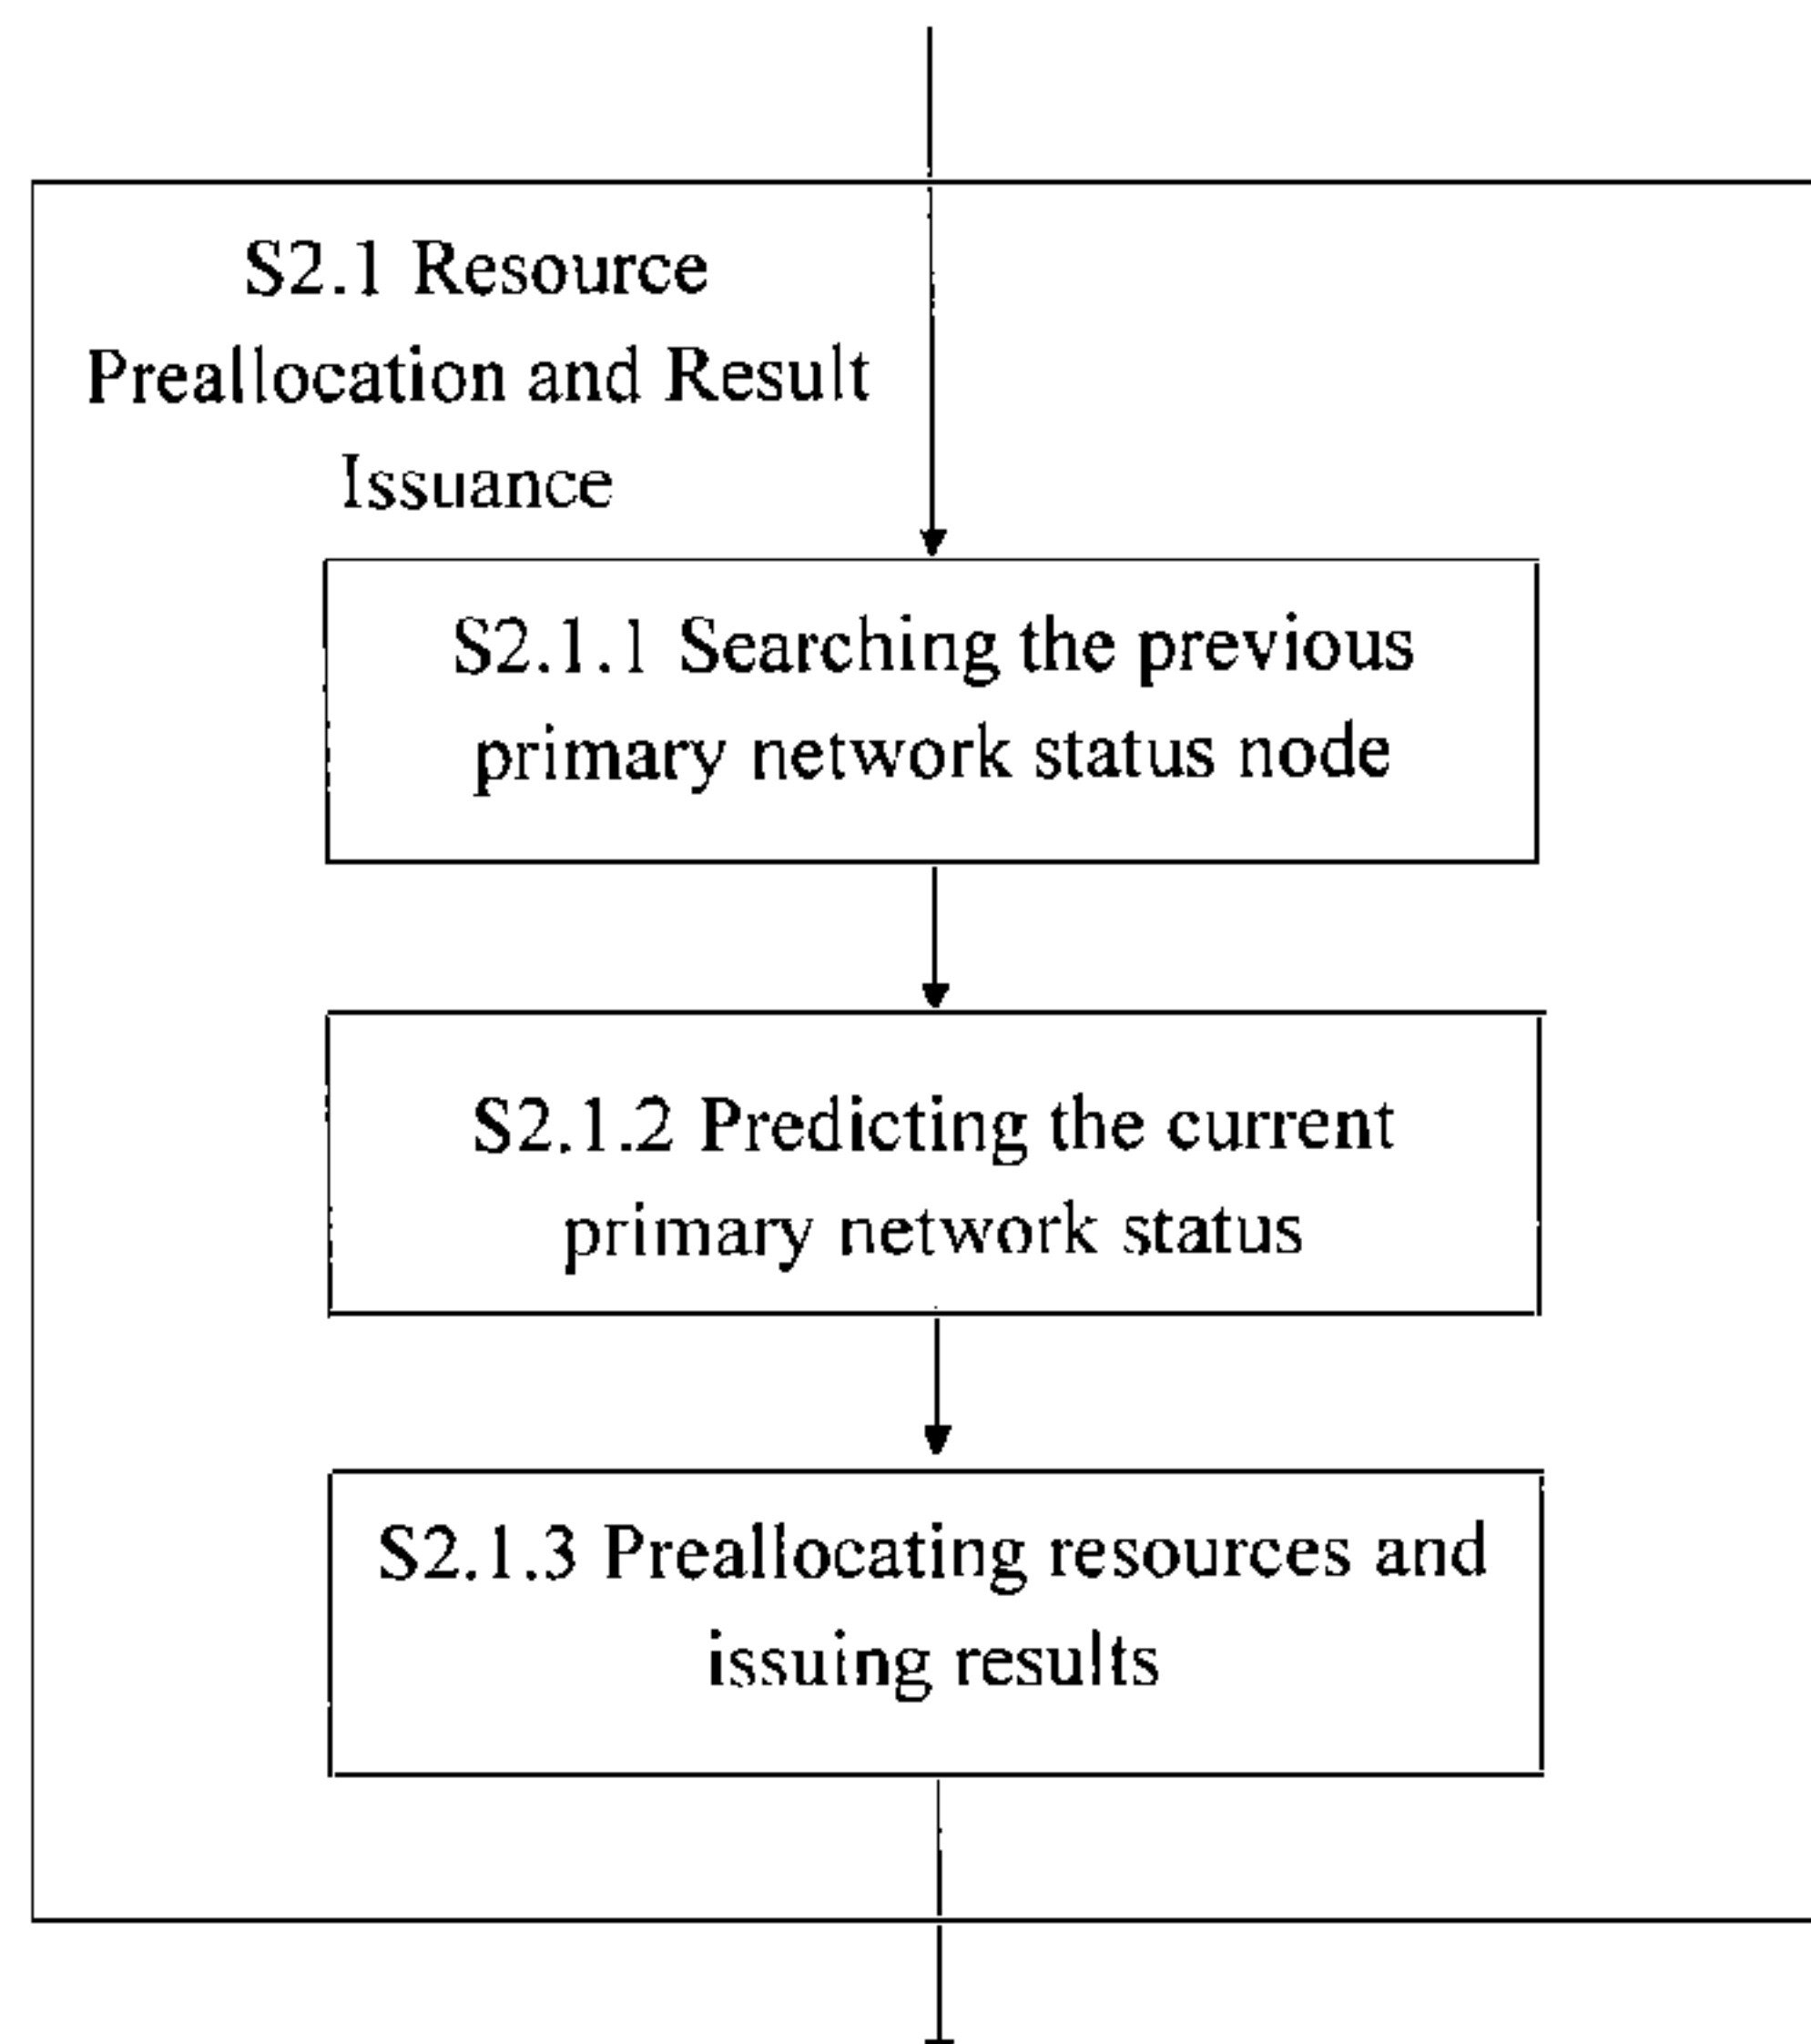 S2.1 Resource
Preallocation and Result
Issuance
S2.1.1 Searching the previous
primary network status node
S2.1.2 Predicting the current
primary network status
S2.1.3 Preallocating resources and
issuing results